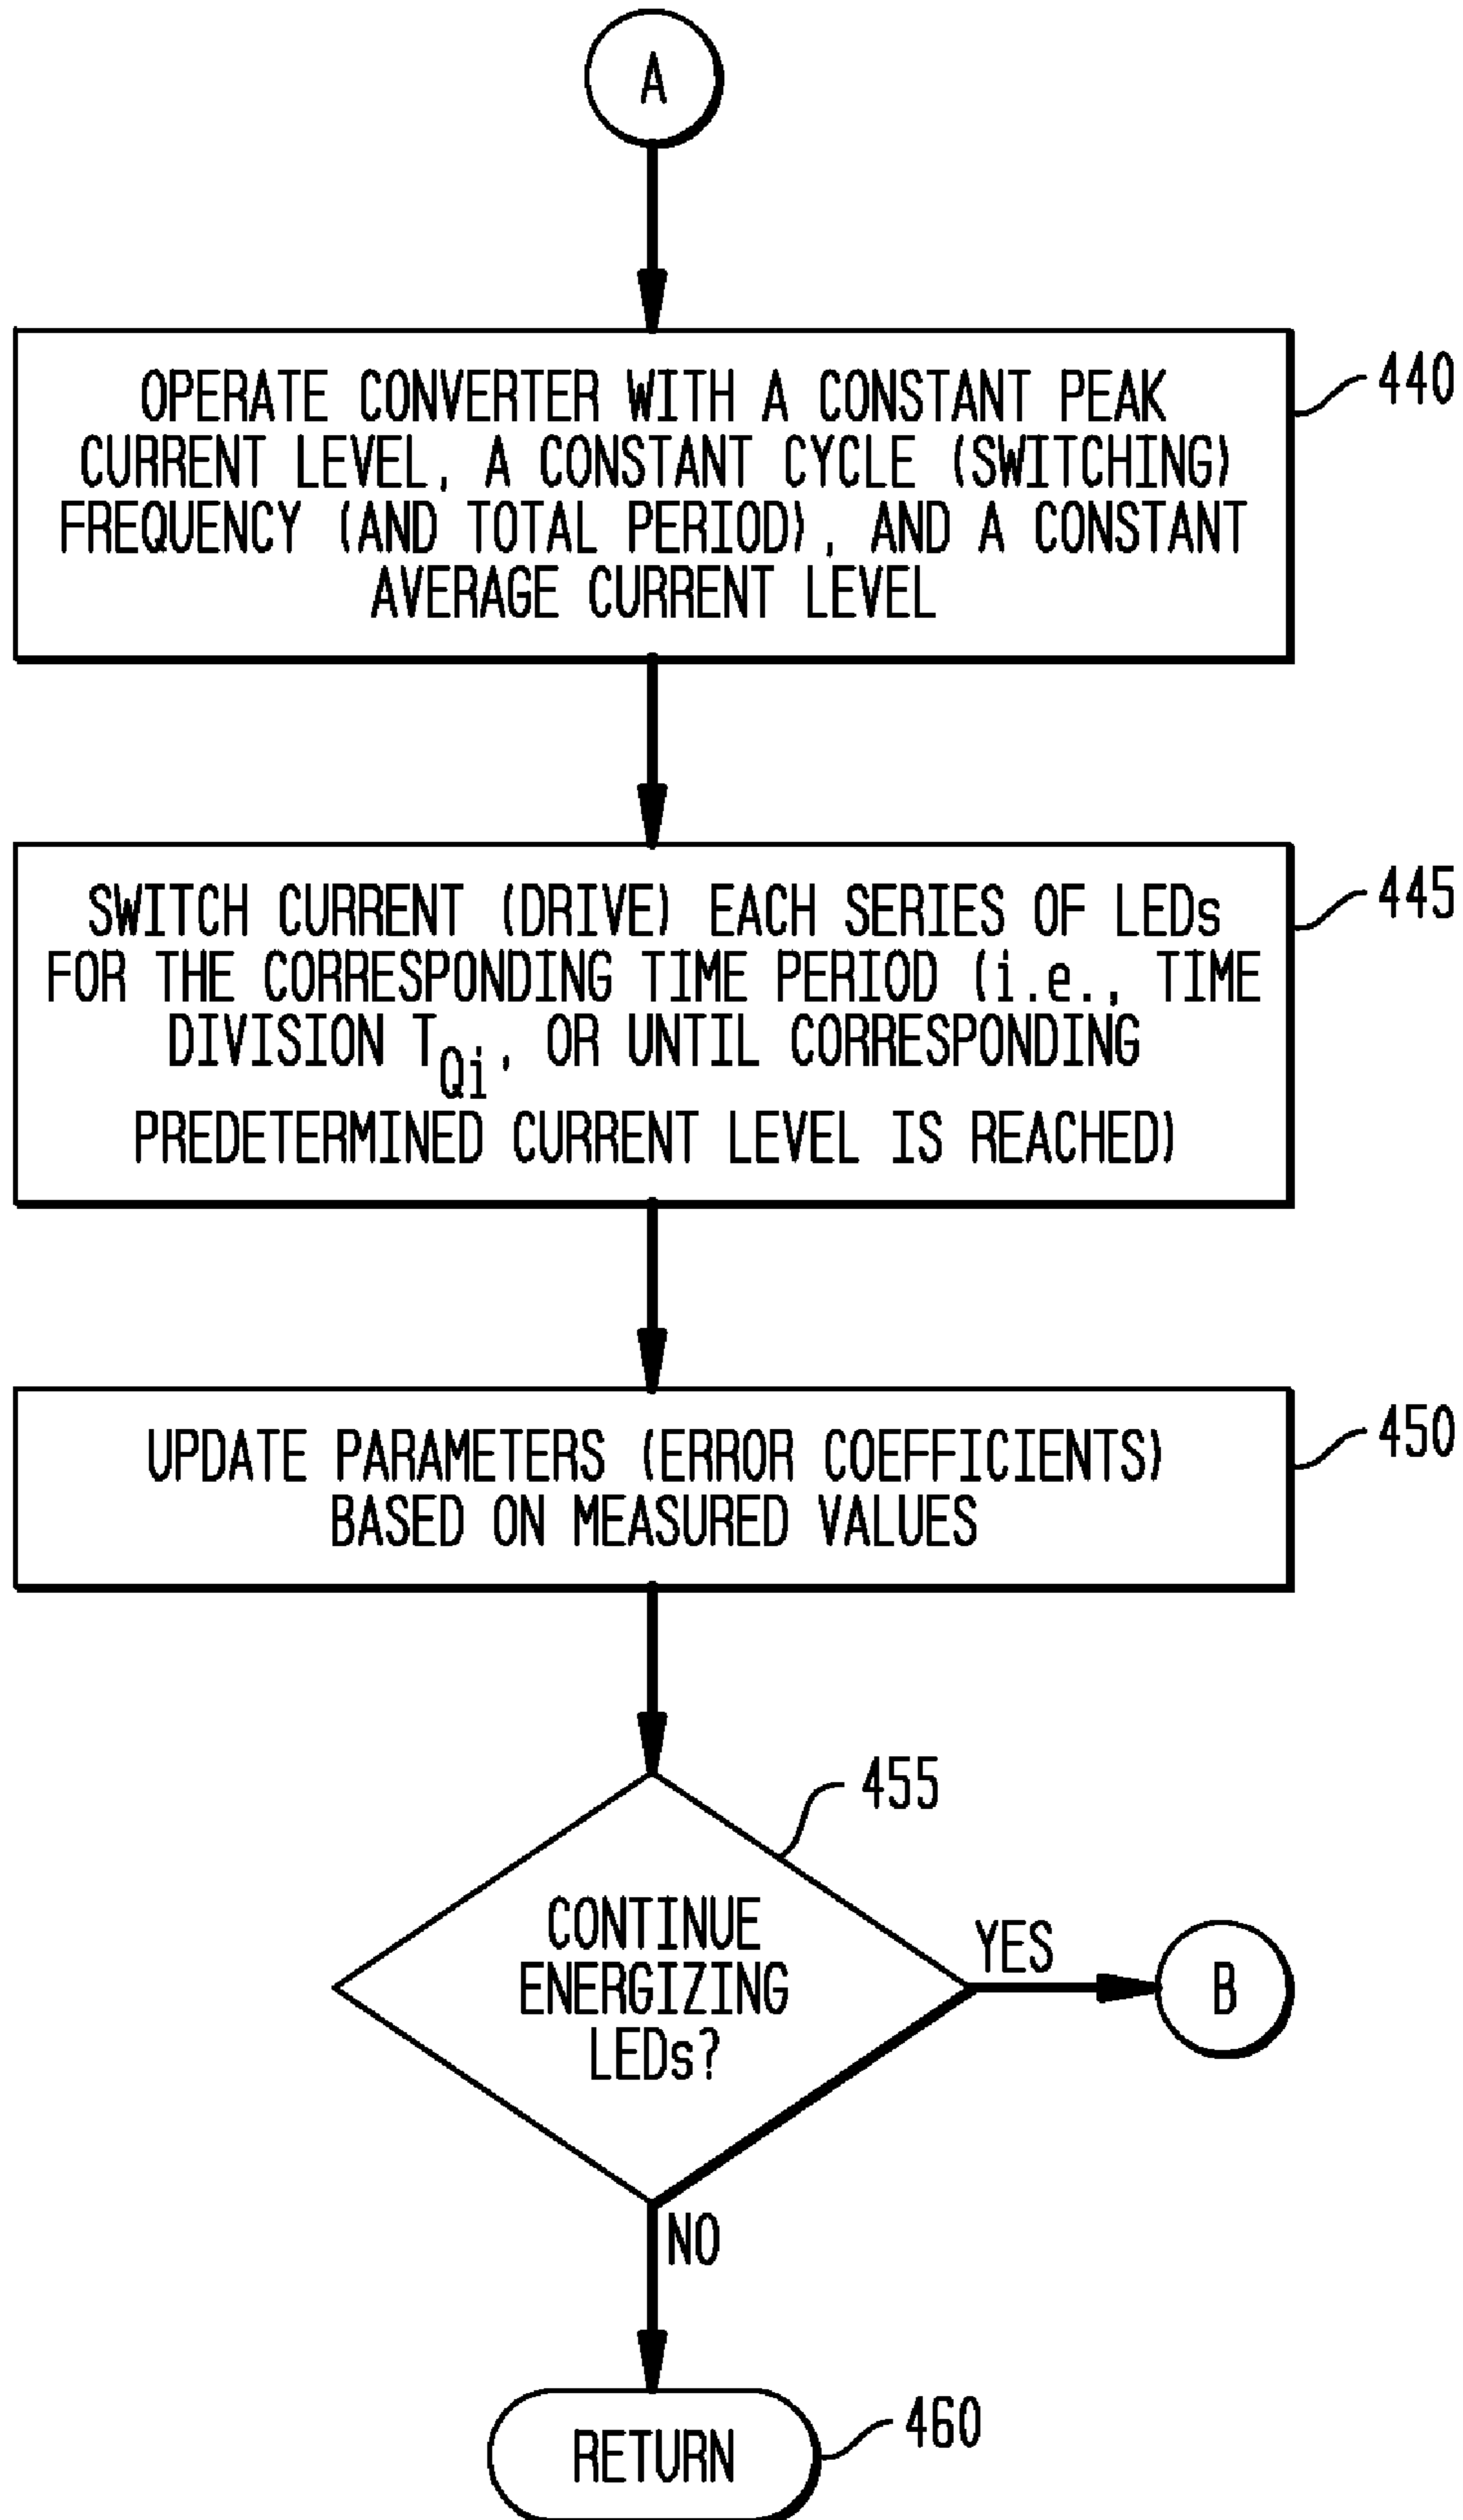 A
OPERATE CONVERTER WITH A CONSTANT PEAK
CURRENT LEVEL, A CONSTANT CYCLE (SWITCHING)
FREQUENCY (AND TOTAL PERIOD), AND A CONSTANT
AVERAGE CURRENT LEVEL
440
SWITCH CURRENT (DRIVE) EACH SERIES OF LEDs
FOR THE CORRESPONDING TIME PERIOD (i.e., TIME
DIVISION TQi, OR UNTIL CORRESPONDING
PREDETERMINED CURRENT LEVEL IS REACHED)
445
UPDATE PARAMETERS (ERROR COEFFICIENTS)
BASED ON MEASURED VALUES
450
455
CONTINUE
ENERGIZING
LEDs?
YES
B
NO
RETURN
460